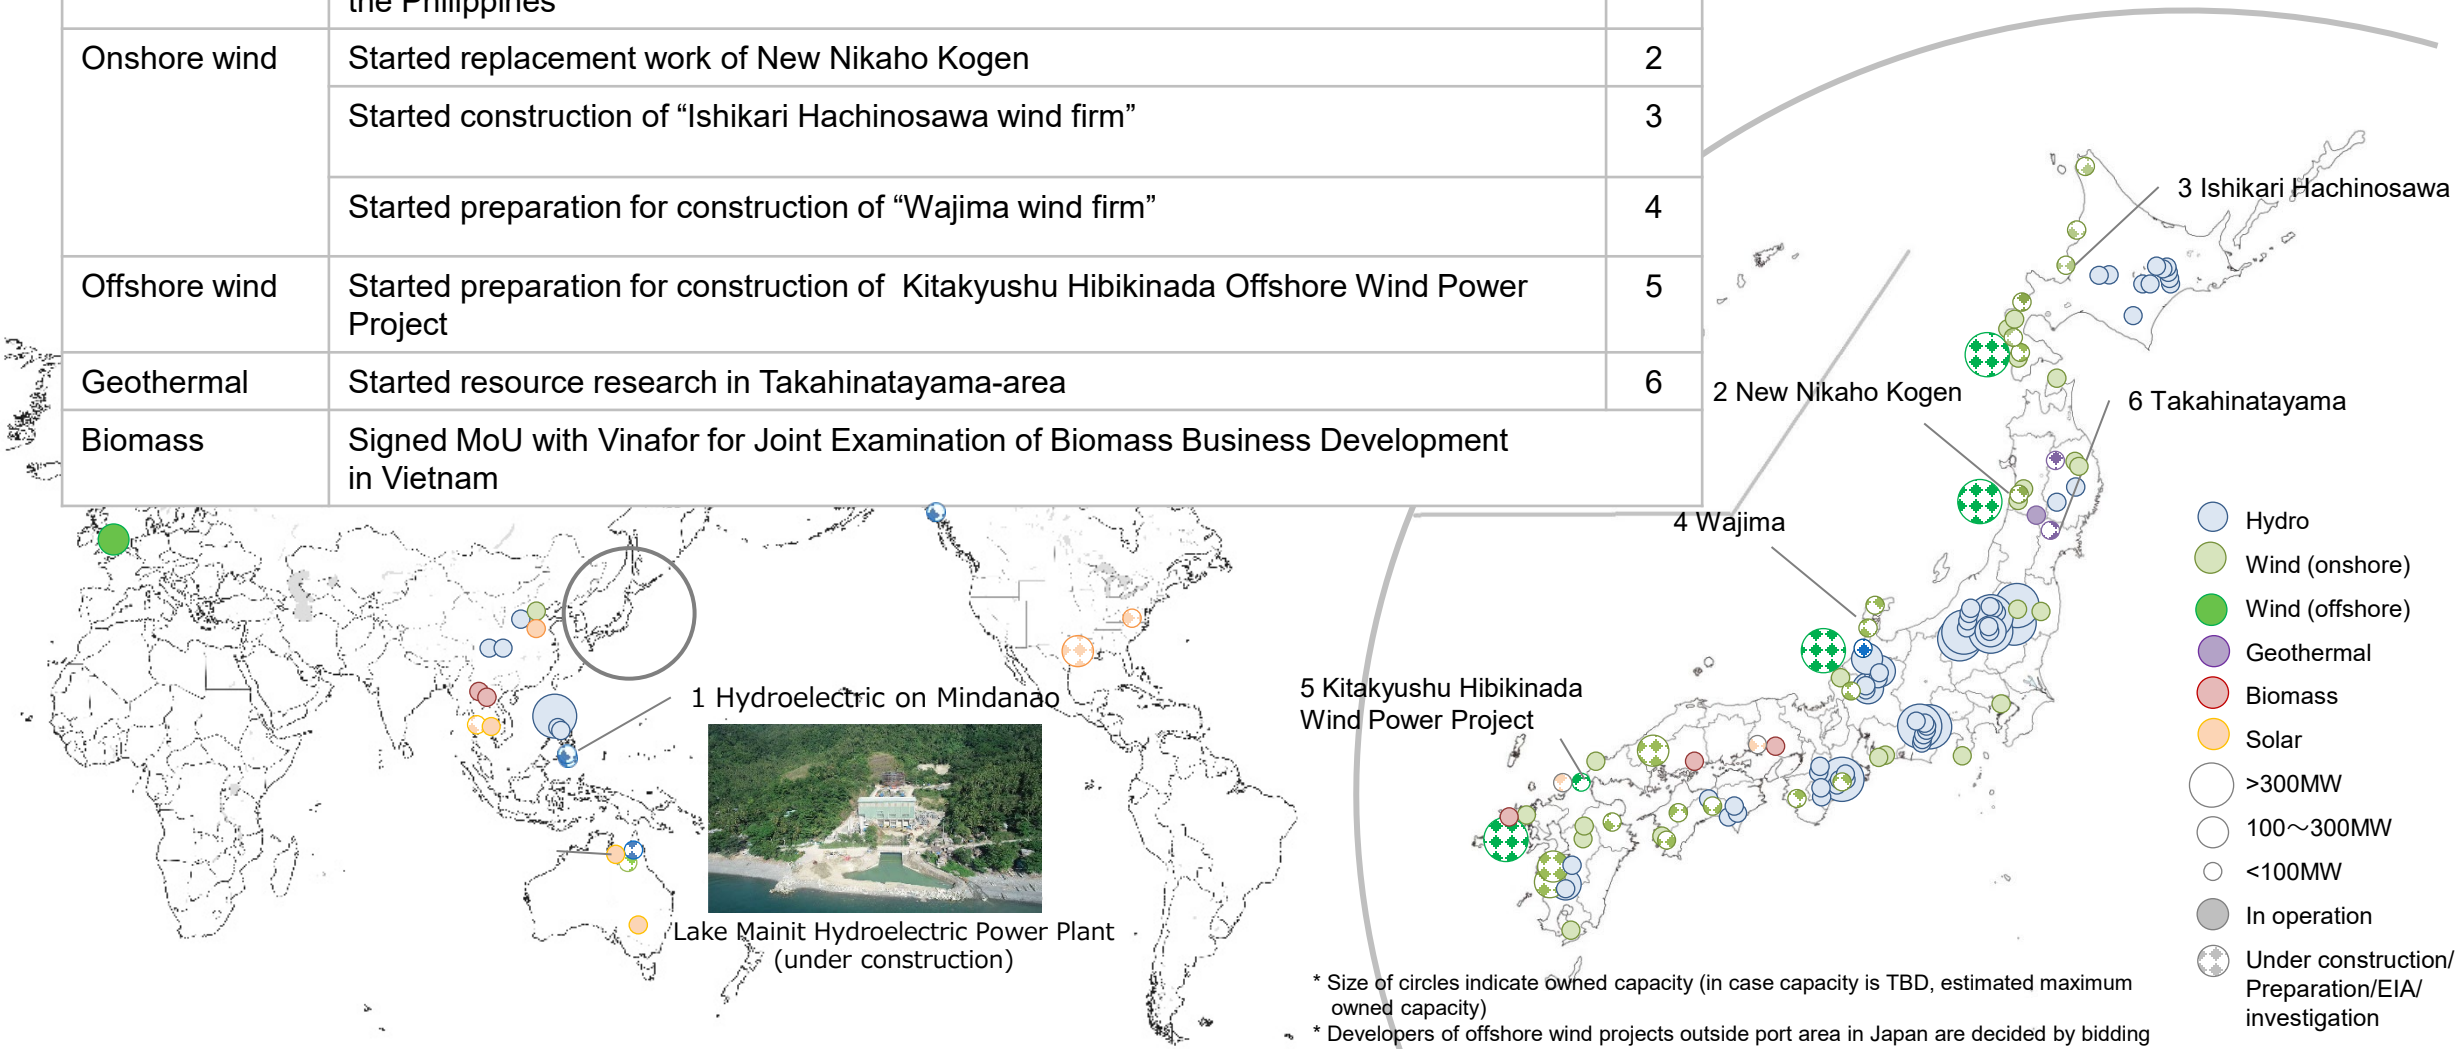 the Philippines
Onshore wind
Started replacement work of New Nikaho Kogen
2
Started construction of “Ishikari Hachinosawa wind firm”
3
Started preparation for construction of “Wajima wind firm”
4
Offshore wind
Started preparation for construction of  Kitakyushu Hibikinada Offshore Wind Power
Project
5
Geothermal
Started resource research in Takahinatayama-area
6
Biomass
Signed MoU with Vinafor for Joint Examination of Biomass Business Development
in Vietnam
3 Ishikari Hachinosawa
2 New Nikaho Kogen
6 Takahinatayama
4 Wajima
5 Kitakyushu Hibikinada
Wind Power Project
1 Hydroelectric on Mindanao
Lake Mainit Hydroelectric Power Plant
(under construction)
Hydro
Wind (onshore)
Wind (offshore)
Geothermal
Biomass
Solar
>300MW
100～300MW
<100MW
In operation
Under construction/
Preparation/EIA/
investigation
* Size of circles indicate owned capacity (in case capacity is TBD, estimated maximum
owned capacity)
* Developers of offshore wind projects outside port area in Japan are decided by bidding